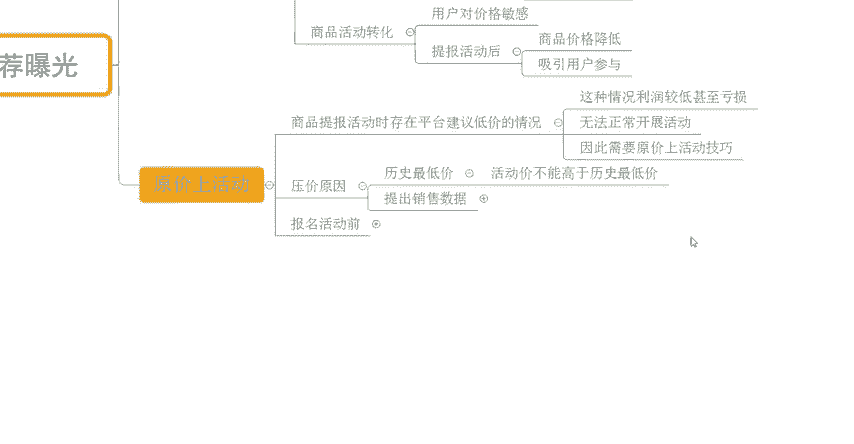 用户对价格敏感
商品活动转化
提报活动后
商品价格降低
吸引用户参与
荐曝光
这种情况利润较低甚至亏损
商品提报活动时存在平台建议低价的情况
无法正常开展活动
因此需要原价上活动技巧
原价上活动
压价原因
历史最低价
活动价不能高于历史最低价
提出销售数据
报名活动前